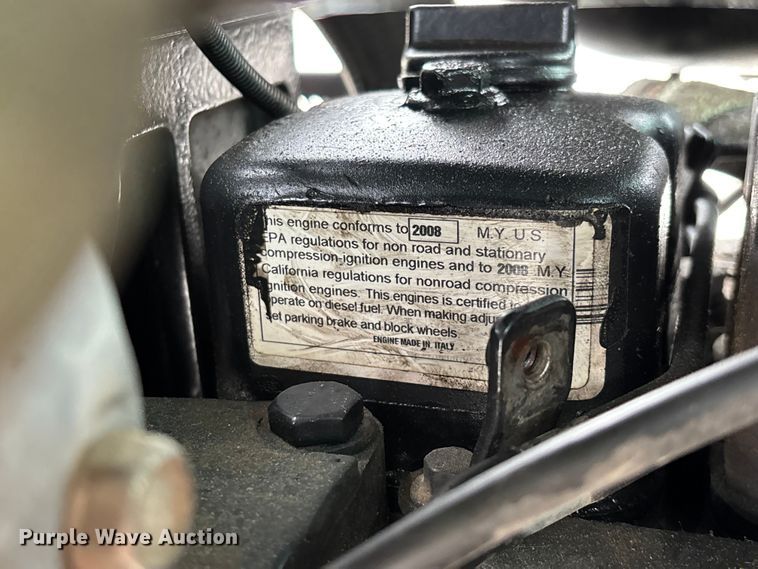 his engine conforms to 2008 M.Y. U.S.
EPA regulations for non road and stationary
compression-ignition engines and to 2008 M.Y
California regulations for nonroad compression
ignition engines. This engines is certified to
operate on diesel fuel. When making adju
set parking brake and block wheels
ENGINE MADE IN ITALY
Purple Wave Auction